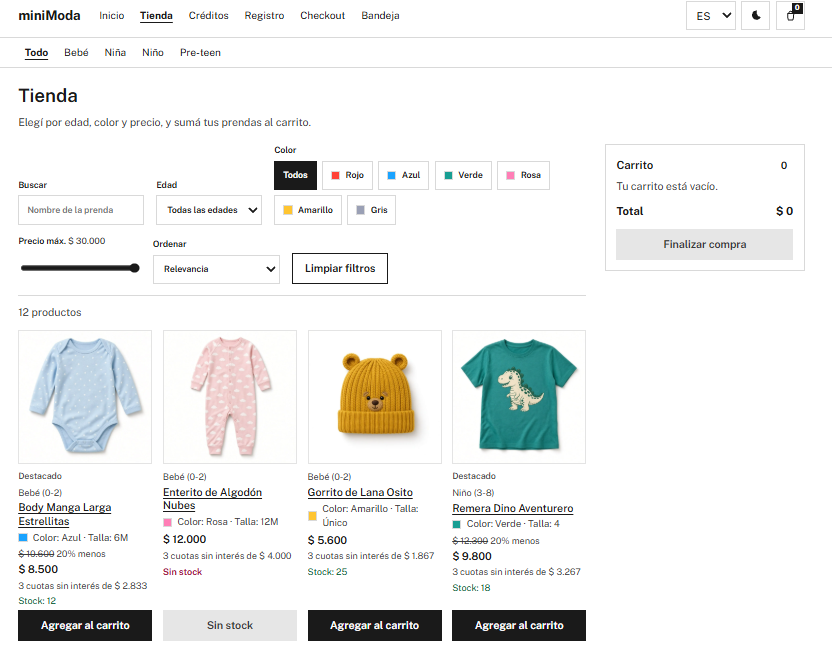 miniModa Inicio Tienda Créditos Registro Checkout Bandeja ES 0
Todo Bebé Niña Niño Pre-teen
Tienda
Elegí por edad, color y precio, y sumá tus prendas al carrito.
Buscar
Nombre de la prenda
Edad
Todas las edades
Color
Todos Rojo Azul Verde Rosa
Amarillo Gris
Precio máx. $ 30.000
Ordenar
Relevancia
Limpiar filtros
Carrito 0
Tu carrito está vacío.
Total $ 0
Finalizar compra
12 productos
Destacado
Bebé (0-2)
Body Manga Larga
Estrellitas
Color: Azul · Talla: 6M
$ 10.600 20% menos
$ 8.500
3 cuotas sin interés de $ 2.833
Stock: 12
Agregar al carrito
Bebé (0-2)
Enterito de Algodón
Nubes
Color: Rosa · Talla: 12M
$ 12.000
3 cuotas sin interés de $ 4.000
Sin stock
Sin stock
Bebé (0-2)
Gorrito de Lana Osito
Color: Amarillo · Talla:
Único
$ 5.600
3 cuotas sin interés de $ 1.867
Stock: 25
Agregar al carrito
Destacado
Niño (3-8)
Remera Dino Aventurero
Color: Verde · Talla: 4
$ 12.300 20% menos
$ 9.800
3 cuotas sin interés de $ 3.267
Stock: 18
Agregar al carrito